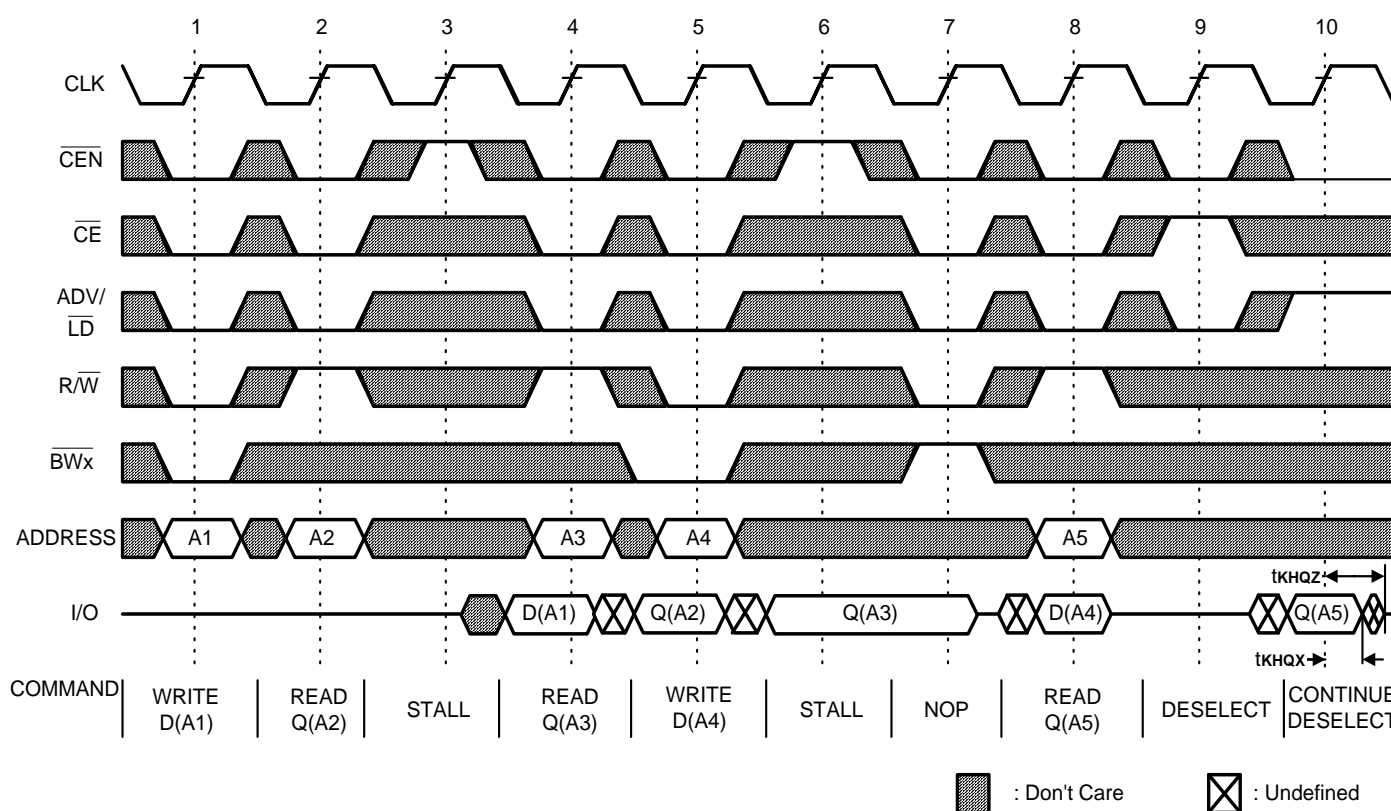 1 2 3 4 5 6 7 8 9 10
CLK
CEN
CE
ADV/
LD
R/W
BWx
ADDRESS A1 A2 A3 A4 A5
tKHQZ
I/O D(A1) Q(A2) Q(A3) D(A4) Q(A5)
tKHQX
COMMAND
WRITE
D(A1)
READ
Q(A2)
STALL
READ
Q(A3)
WRITE
D(A4)
STALL
NOP
READ
Q(A5)
DESELECT
CONTINUE
DESELECT
: Don't Care
: Undefined